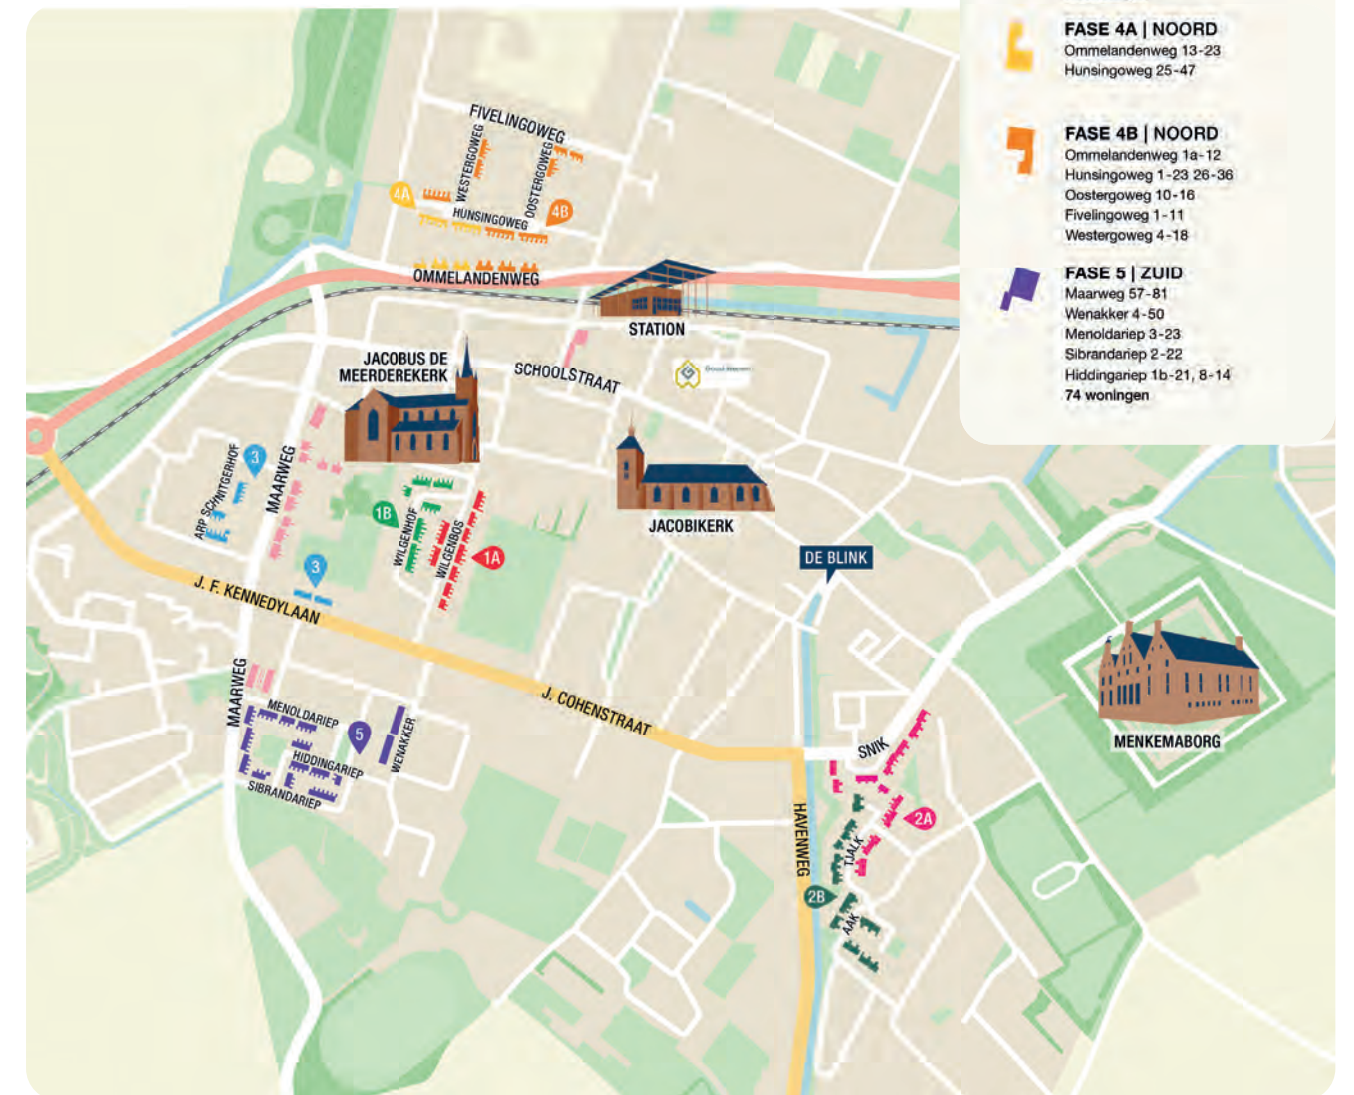 FASE 4A | NOORD
Ommelandenweg 13-23
Hunsingoweg 25-47
FASE 4B | NOORD
Ommelandenweg 1a-12
Hunsingoweg 1-23 26-36
Oostergoweg 10-16
Fivelingoweg 1-11
Westergoweg 4-18
FASE 5 | ZUID
Maarweg 57-81
Wenakker 4-50
Menoldariep 3-23
Sibrandariep 2-22
Hiddingariep 1b-21, 8-14
74 woningen
FIVELINGOWEG
WESTERGOWEG
OOSTERGOWEG
4A
HUNSINGOWEG
4B
OMMELANDENWEG
STATION
JACOBUS DE
MEERDEREKERK
SCHOOLSTRAAT
ARP SCHNITGERHOF
3
MAARWEG
1B
WILGENHOF
WILGENBOS
1A
JACOBIKERK
DE BLINK
3
J. F. KENNEDYLAAN
MAARWEG
J. COHENSTRAAT
MENKEMABORG
MENOLDARIEP
5
WENAKKER
HIDDINGARIEP
SIBRANDARIEP
SNIK
HAVENWEG
2A
TJALK
2B
AAK